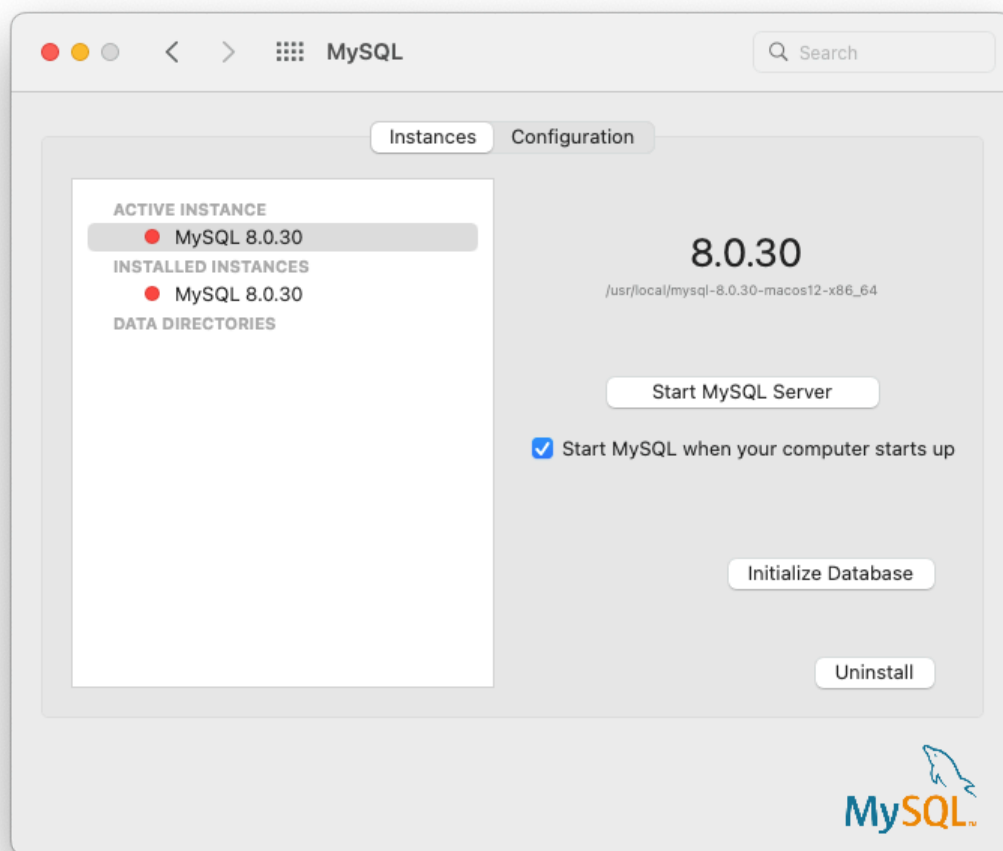 MySQL
Search
Instances
Configuration
ACTIVE INSTANCE
MySQL 8.0.30
INSTALLED INSTANCES
MySQL 8.0.30
DATA DIRECTORIES
8.0.30
/usr/local/mysql-8.0.30-macos12-x86_64
Start MySQL Server
Start MySQL when your computer starts up
Initialize Database
Uninstall
MySQL™